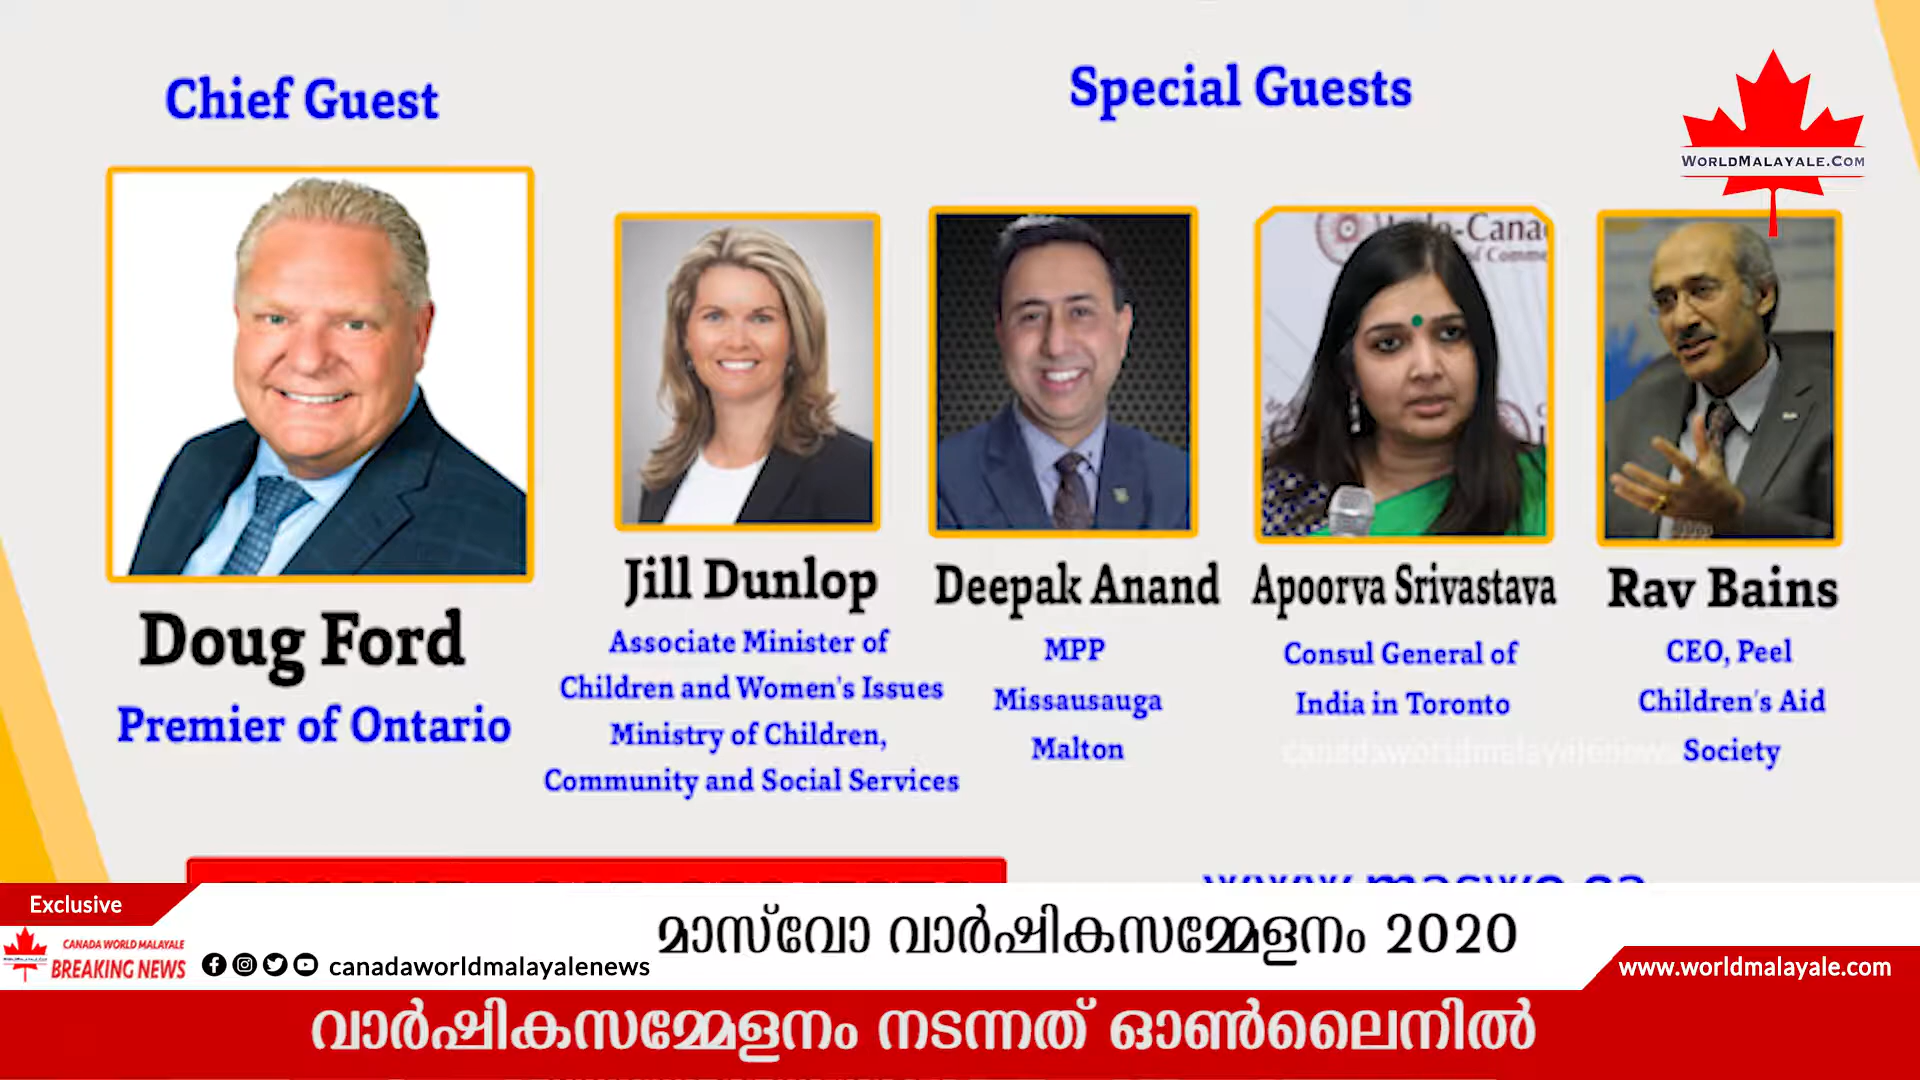 Chief Guest
Special Guests
WORLDMALAYALE.COM
Doug Ford
Premier of Ontario
Jill Dunlop
Associate Minister of
Children and Women's Issues
Ministry of Children,
Community and Social Services
Deepak Anand
MPP
Missausauga
Malton
Apoorva Srivastava
Consul General of
India in Toronto
canadaworldmalayalenews
Rav Bains
CEO, Peel
Children's Aid
Society
Exclusive
CANADA WORLD MALAYALE
BREAKING NEWS
canadaworldmalayalenews
മാസ്‌വോ വാർഷികസമ്മേളനം 2020
www.worldmalayale.com
വാർഷികസമ്മേളനം നടന്നത് ഓൺലൈനിൽ